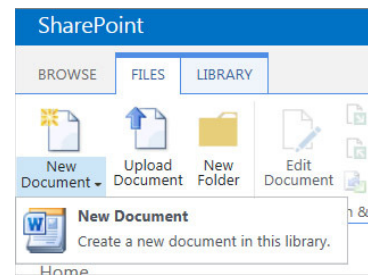 SharePoint
BROWSE FILES LIBRARY
New Upload New Edit
Document Document Folder Document
New Document
Create a new document in this library.
Home